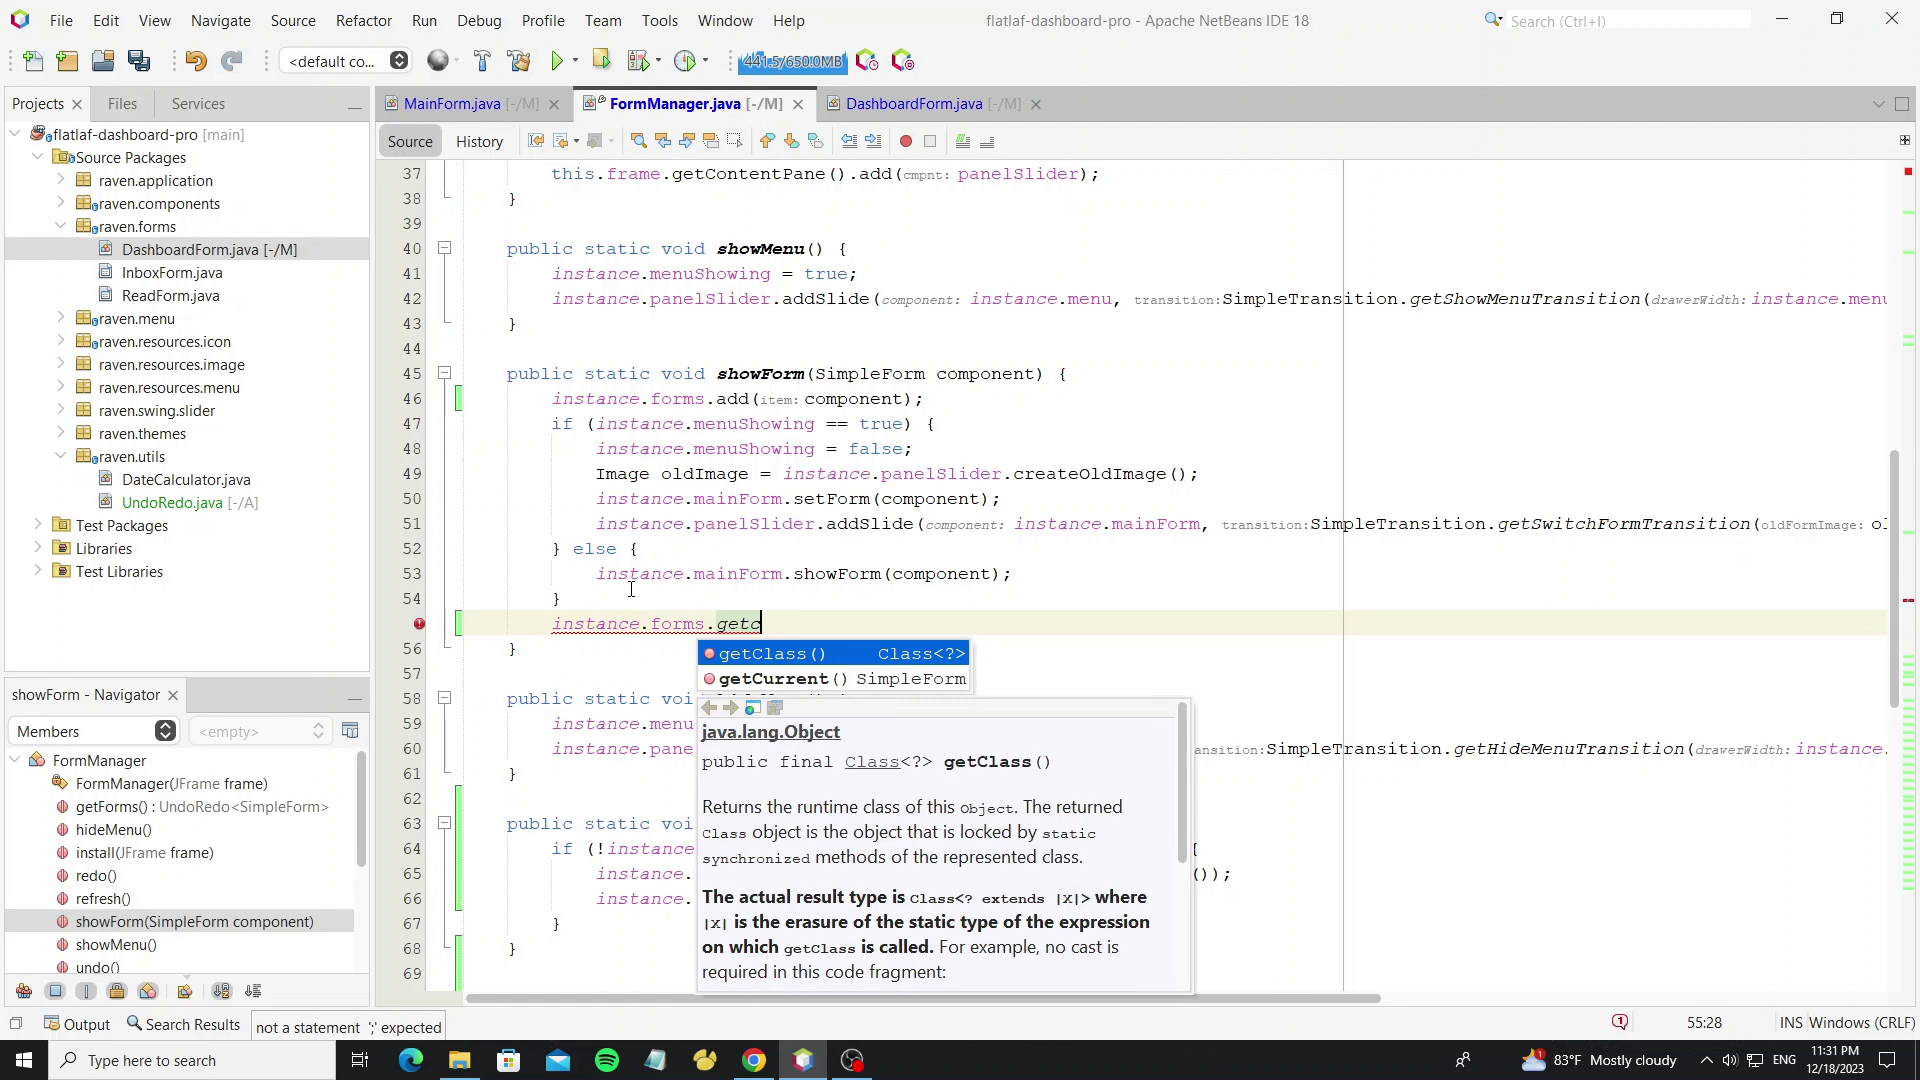 File Edit View Navigate Source Refactor Run Debug Profile Team Tools Window Help
flatlaf-dashboard-pro - Apache NetBeans IDE 18
Search (Ctrl+I)
<default co...
441.5/650.0MB
Projects Files Services
MainForm.java [-/M] FormManager.java [-/M] DashboardForm.java [-/M]
Source History
flatlaf-dashboard-pro [main]
Source Packages
raven.application
raven.components
raven.forms
DashboardForm.java [-/M]
InboxForm.java
ReadForm.java
raven.menu
raven.resources.icon
raven.resources.image
raven.resources.menu
raven.swing.slider
raven.themes
raven.utils
DateCalculator.java
UndoRedo.java [-/A]
Test Packages
Libraries
Test Libraries
showForm - Navigator
Members <empty>
FormManager
FormManager(JFrame frame)
getForms() : UndoRedo<SimpleForm>
hideMenu()
install(JFrame frame)
redo()
refresh()
showForm(SimpleForm component)
showMenu()
undo()
37 this.frame.getContentPane().add(cmpnt: panelSlider);
38 }
39
40 public static void showMenu() {
41 instance.menuShowing = true;
42 instance.panelSlider.addSlide(component: instance.menu, transition:SimpleTransition.getShowMenuTransition(drawerWidth: instance.menu
43 }
44
45 public static void showForm(SimpleForm component) {
46 instance.forms.add(item: component);
47 if (instance.menuShowing == true) {
48 instance.menuShowing = false;
49 Image oldImage = instance.panelSlider.createOldImage();
50 instance.mainForm.setForm(component);
51 instance.panelSlider.addSlide(component: instance.mainForm, transition:SimpleTransition.getSwitchFormTransition(oldFormImage: ol
52 } else {
53 instance.mainForm.showForm(component);
54 }
instance.forms.getc
56 }
57
58 public static voi
59 instance.menu
60 instance.pane ansition:SimpleTransition.getHideMenuTransition(drawerWidth: instance.
61 }
62
63 public static voi
64 if (!instance {
65 instance. ());
66 instance.
67 }
68 }
69
getClass() Class<?>
getCurrent() SimpleForm
java.lang.Object
public final Class<?> getClass()
Returns the runtime class of this Object. The returned
Class object is the object that is locked by static
synchronized methods of the represented class.
The actual result type is Class<? extends |X|> where
|X| is the erasure of the static type of the expression
on which getClass is called. For example, no cast is
required in this code fragment:
Output Search Results not a statement ';' expected
1 55:28 INS Windows (CRLF)
Type here to search
83°F Mostly cloudy ENG
11:31 PM
12/18/2023